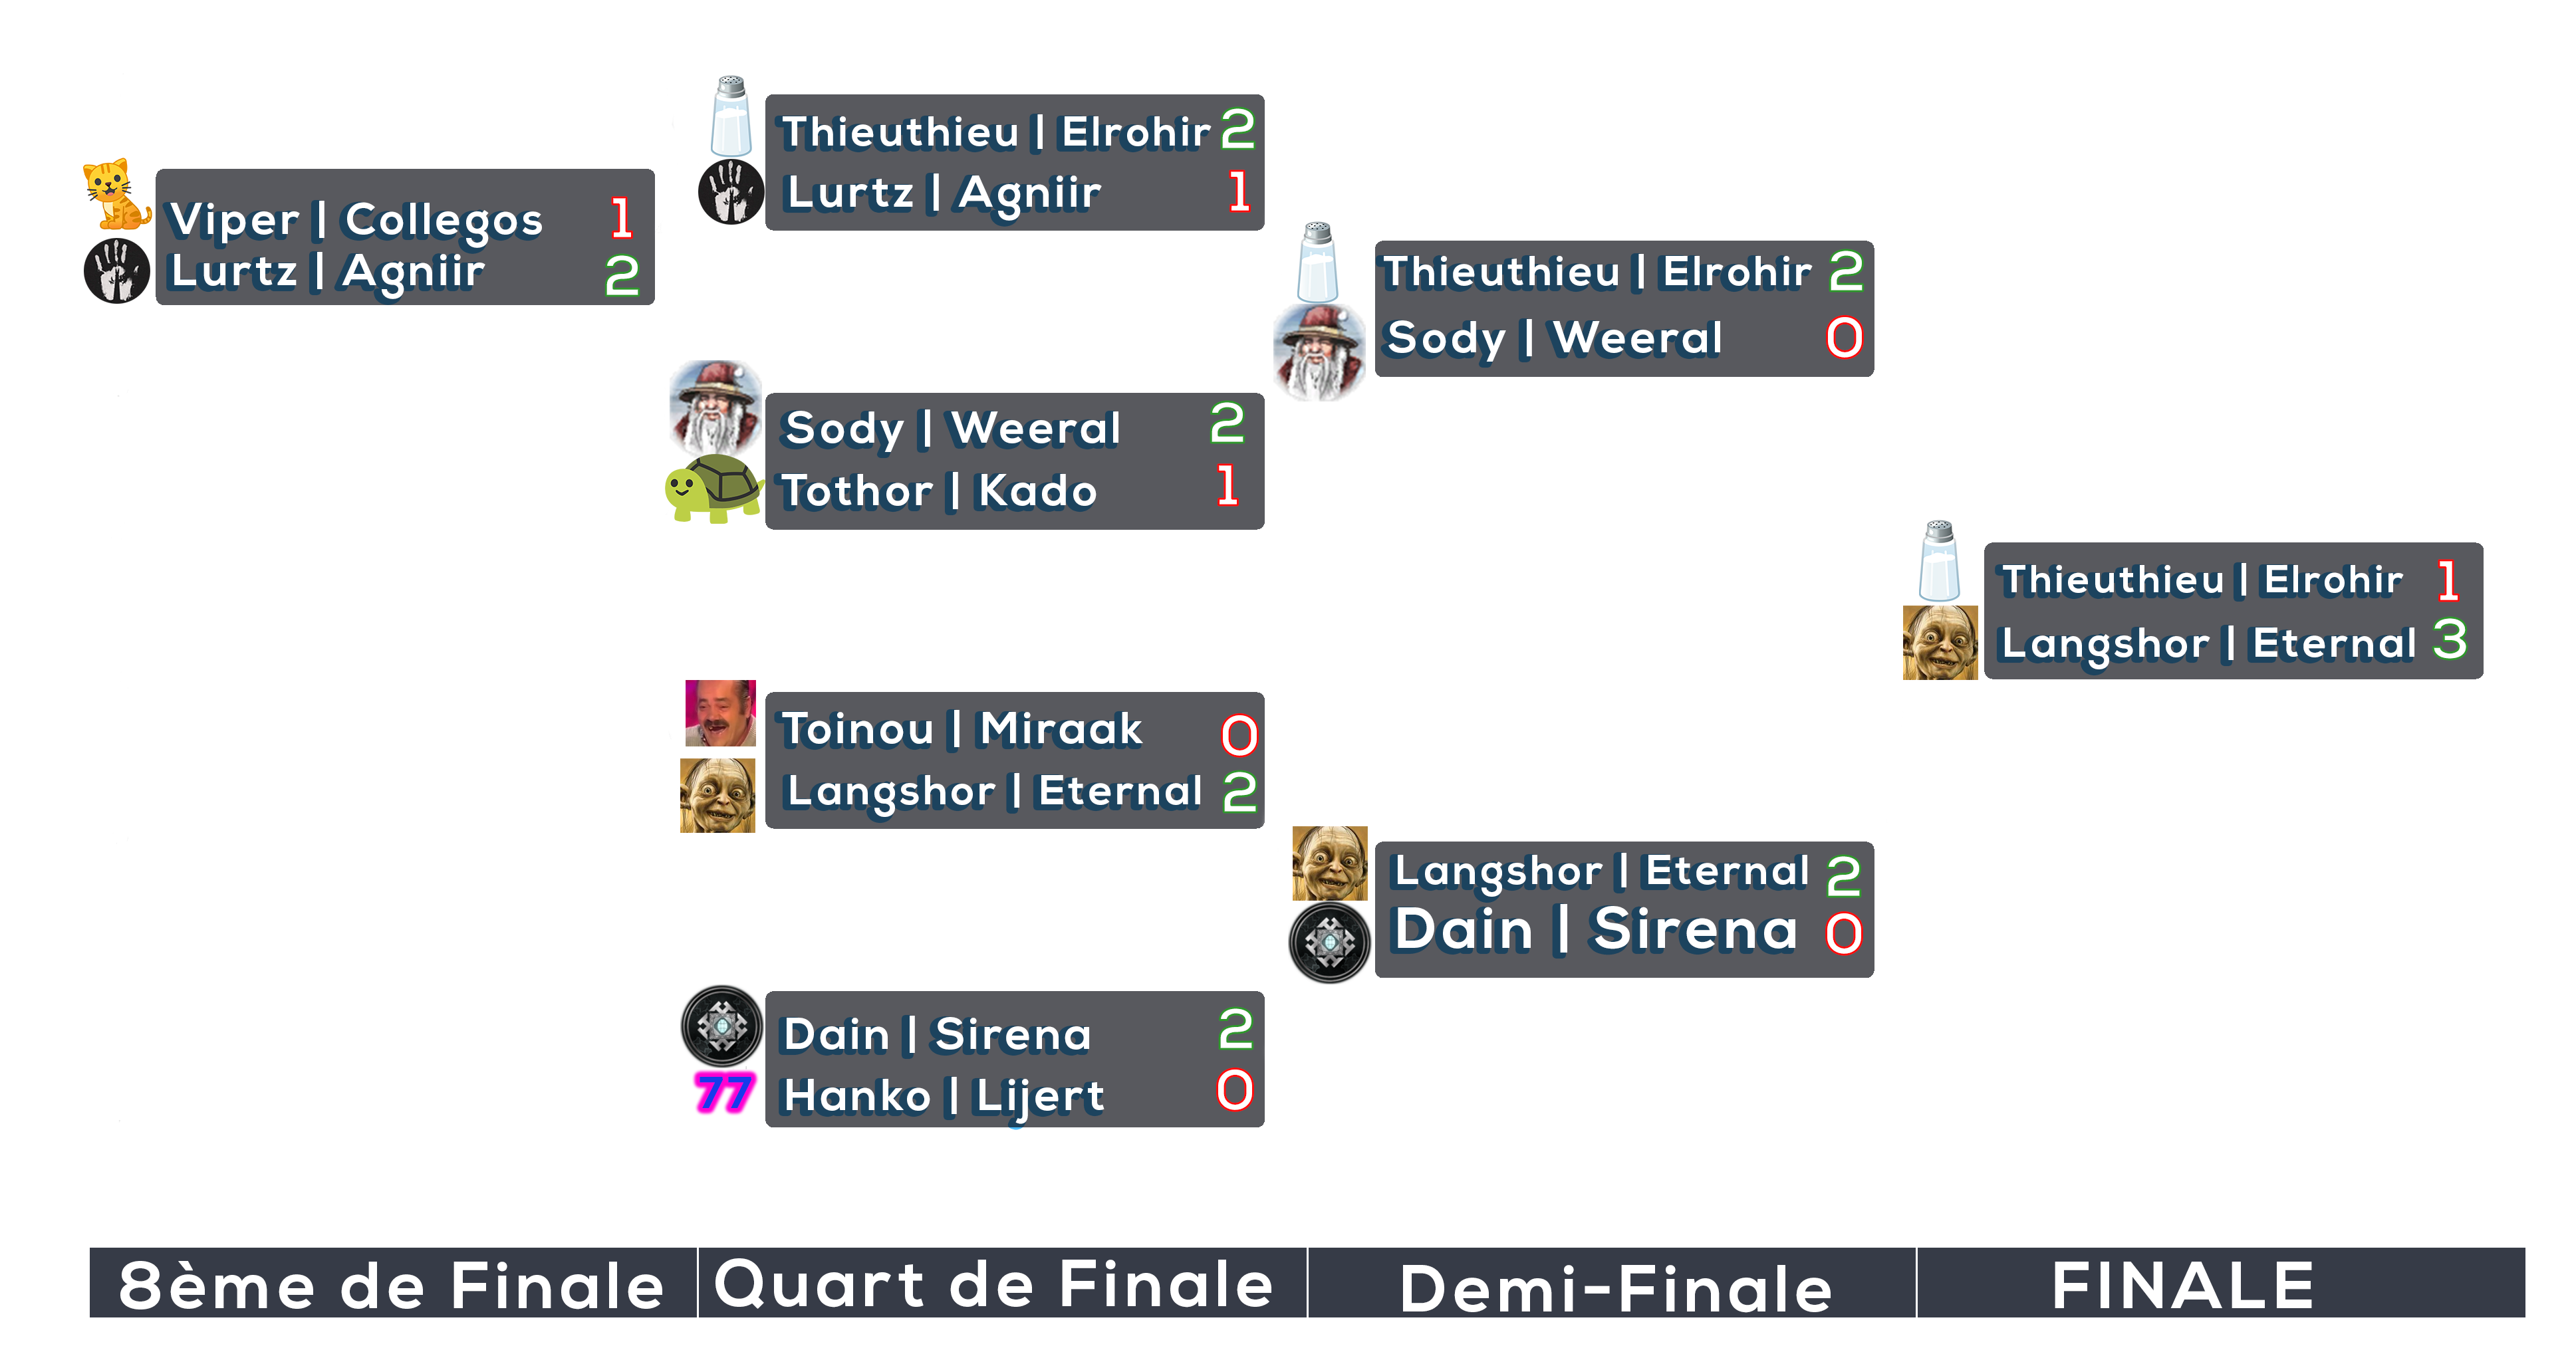 Viper | Collegos 1
Lurtz | Agniir 2
Thieuthieu | Elrohir 2
Lurtz | Agniir 1
Sody | Weeral 2
Tothor | Kado 1
Toinou | Miraak 0
Langshor | Eternal 2
Dain | Sirena 2
77
Hanko | Lijert 0
Thieuthieu | Elrohir 2
Sody | Weeral 0
Langshor | Eternal 2
Dain | Sirena 0
Thieuthieu | Elrohir 1
Langshor | Eternal 3
8ème de Finale
Quart de Finale
Demi-Finale
FINALE